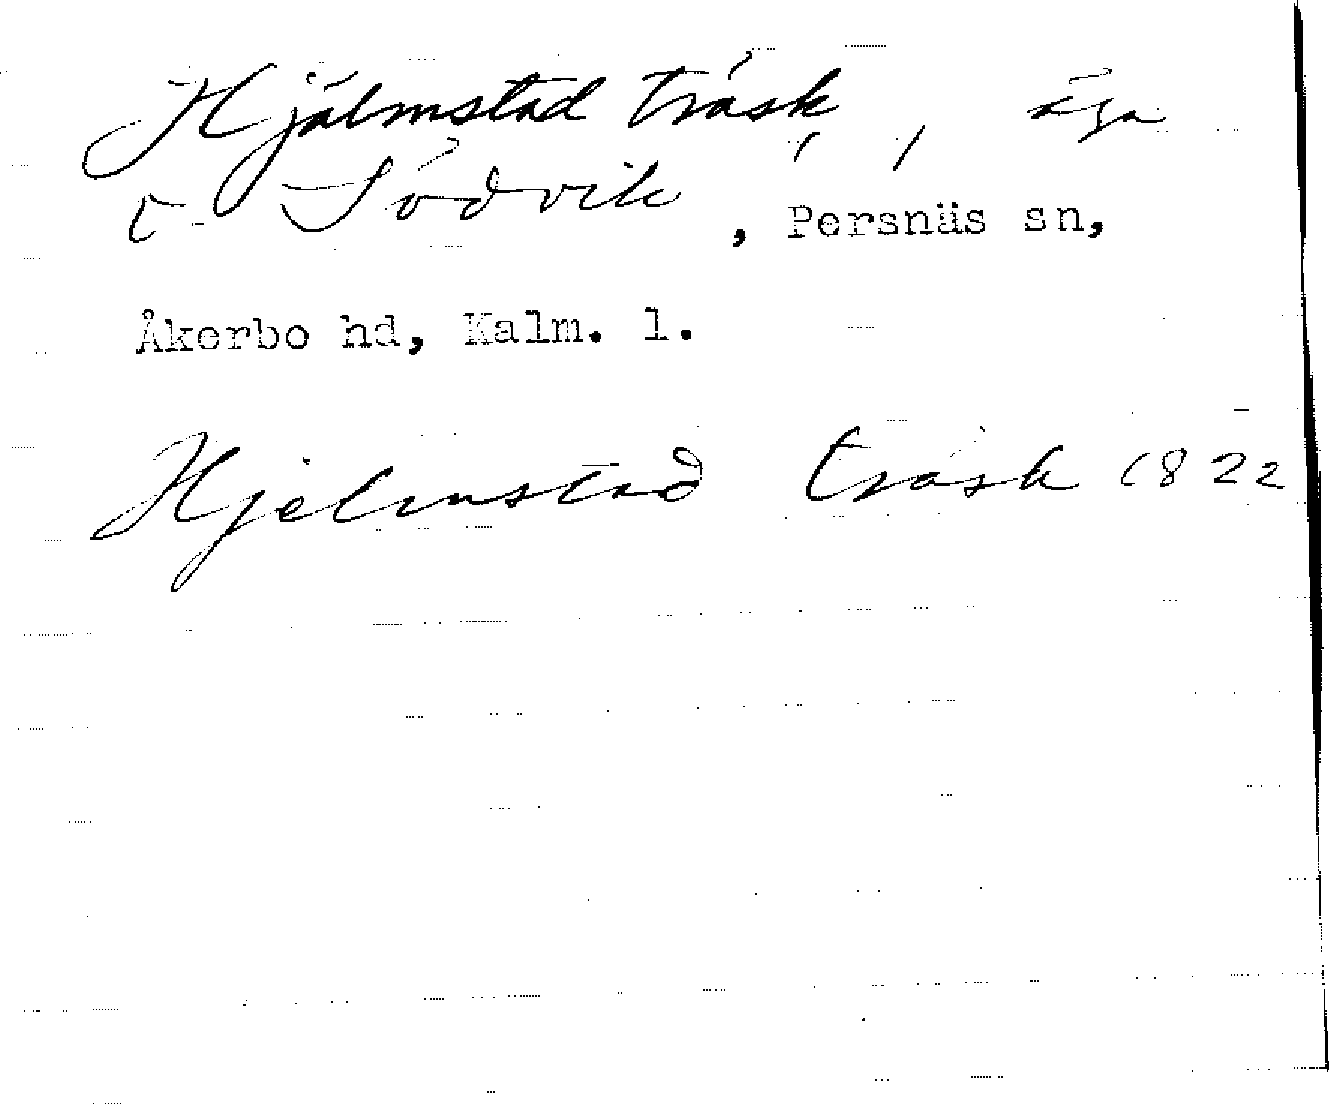 Hjälmstad träsk, äga
t. Södvik, Persnäs sn,
Åkerbo hd, Kalm. l.
Hjelmstad träsk 1822